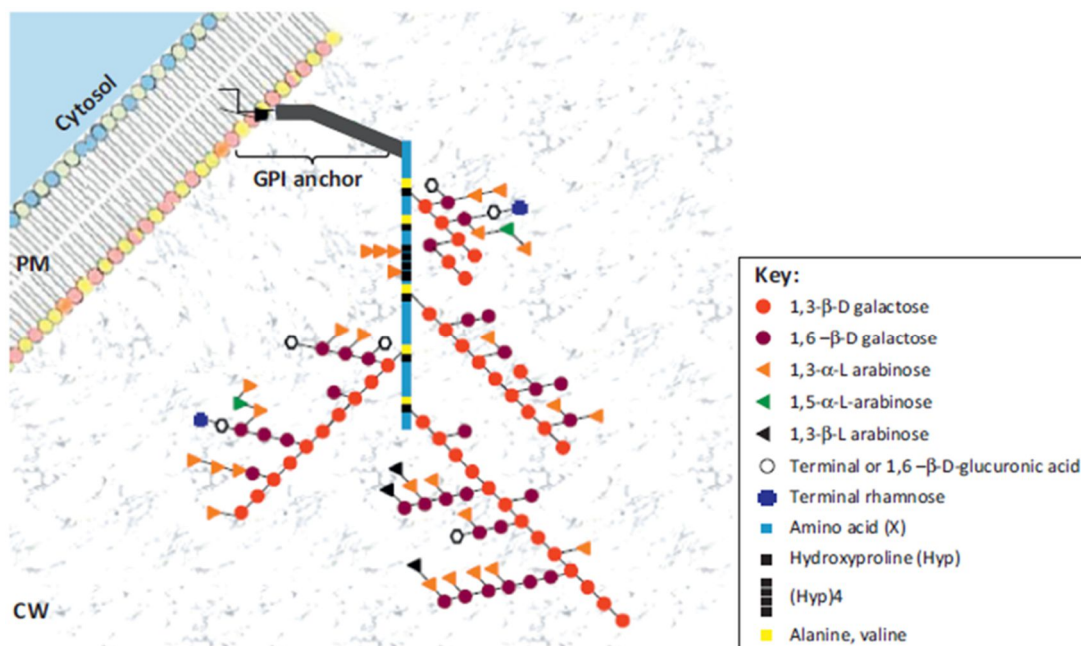 Cytosol
GPI anchor
PM
CW
Key:
1,3-β-D galactose
1,6 –β-D galactose
1,3-α-L arabinose
1,5-α-L-arabinose
1,3-β-L arabinose
Terminal or 1,6 –β-D-glucuronic acid
Terminal rhamnose
Amino acid (X)
Hydroxyproline (Hyp)
(Hyp)4
Alanine, valine